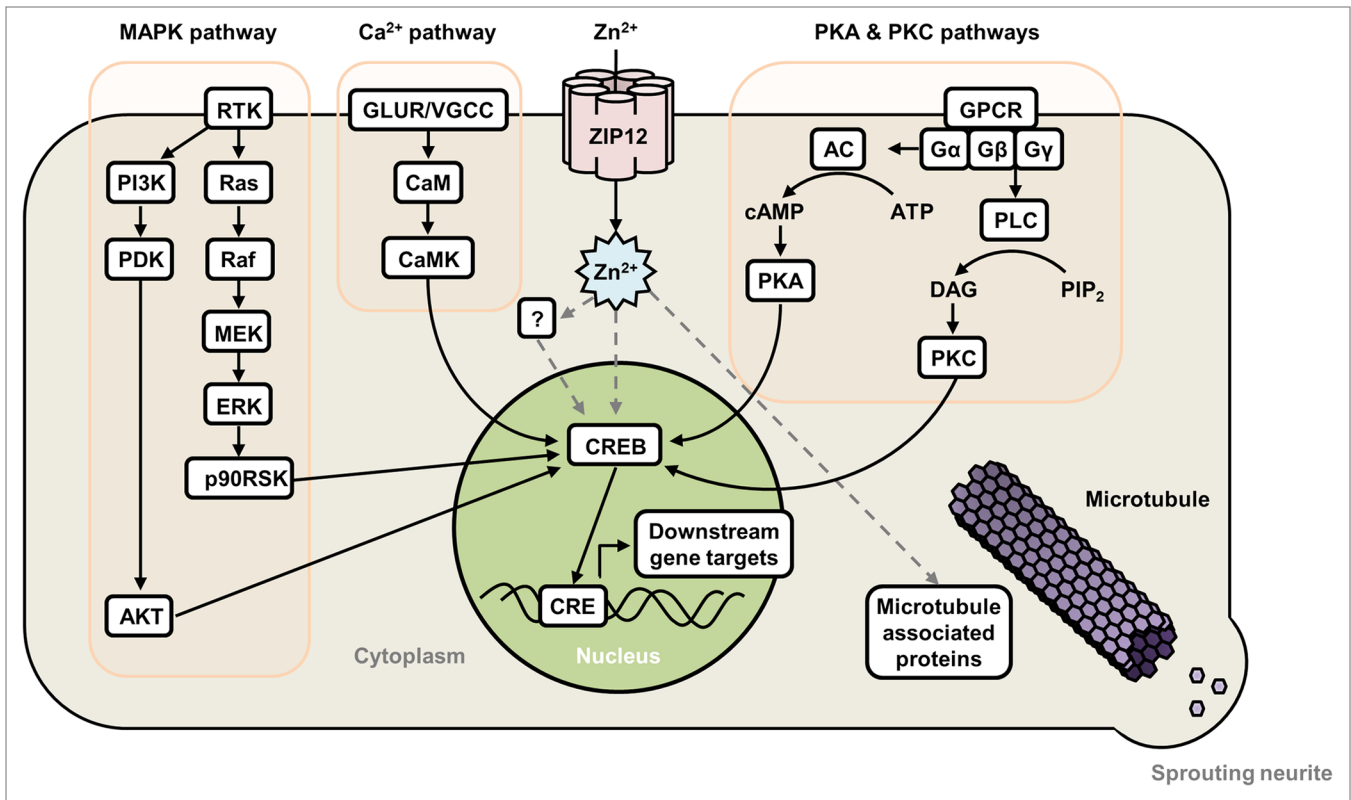 MAPK pathway
Ca²⁺ pathway
Zn²⁺
PKA & PKC pathways
RTK
GLUR/VGCC
ZIP12
GPCR
AC
Gα
Gβ
Gγ
PI3K
Ras
CaM
cAMP
ATP
PLC
PDK
Raf
CaMK
Zn²⁺
PKA
DAG
PIP₂
?
MEK
PKC
ERK
CREB
p90RSK
Microtubule
Downstream
gene targets
AKT
CRE
Microtubule
associated
proteins
Cytoplasm
Nucleus
Sprouting neurite